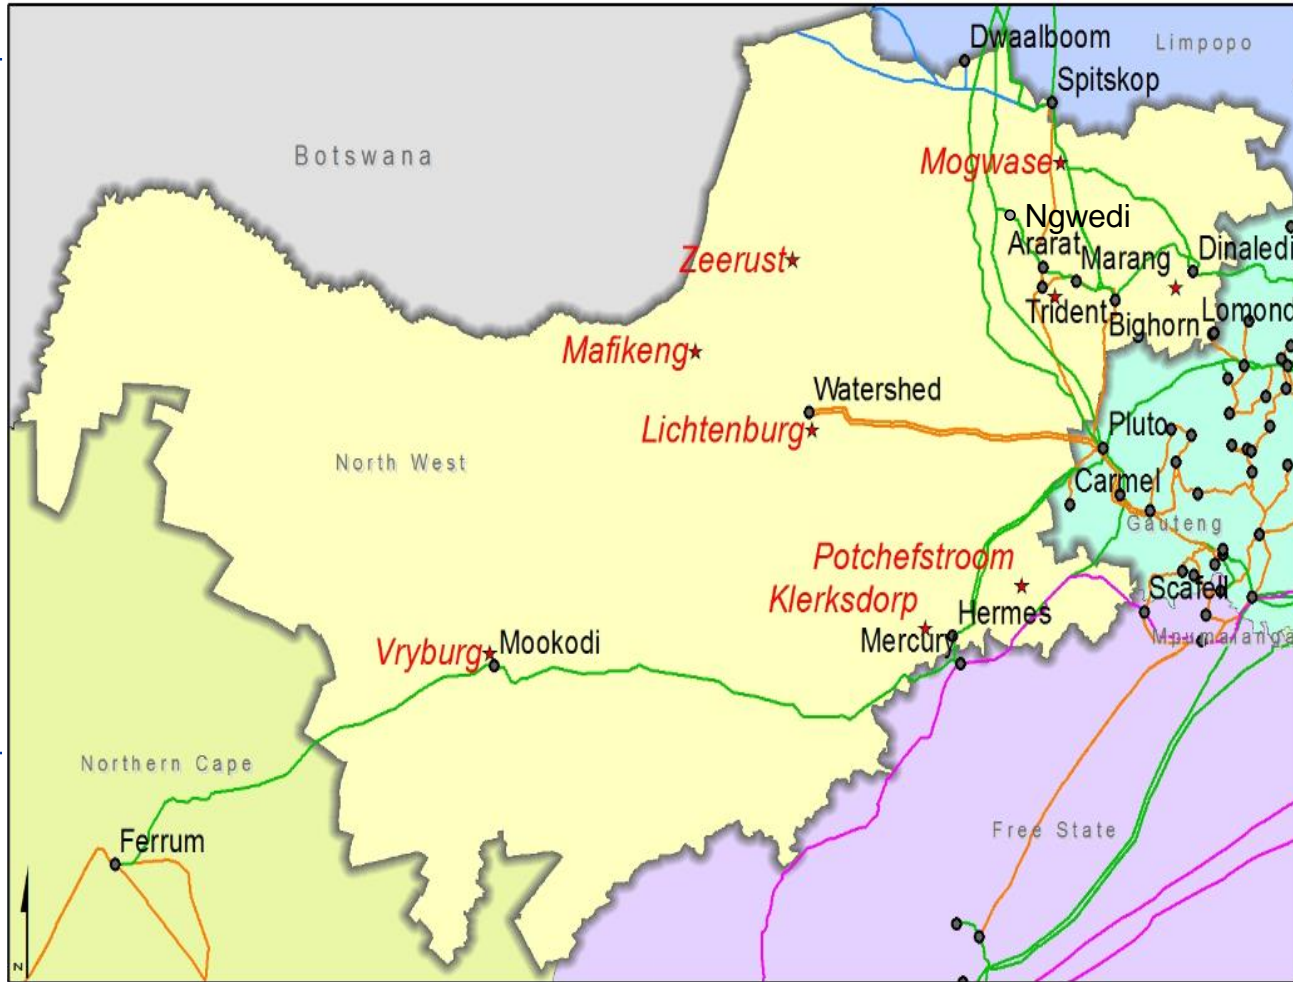 Dwaalboom
Limpopo
Spitskop
Botswana
Mogwase
Ngwedi
Ararat
Zeerust
Marang
Dinaledi
Trident
Bighorn
Lomond
Mafikeng
Watershed
Lichtenburg
Pluto
North West
Carmel
Gauteng
Potchefstroom
Klerksdorp
Hermes
Scafell
Mercury
Mpumalanga
Vryburg
Mookodi
Northern Cape
Free State
Ferrum
N